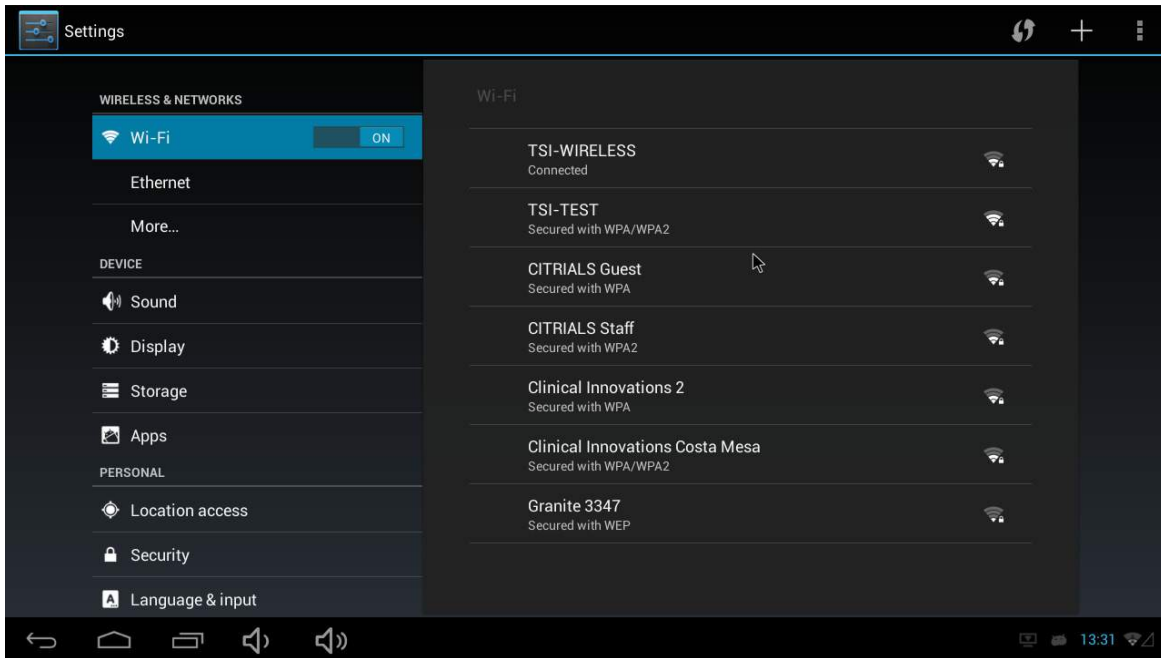 Settings
WIRELESS & NETWORKS
Wi-Fi
ON
Ethernet
More...
DEVICE
Sound
Display
Storage
Apps
PERSONAL
Location access
Security
A
Language & input
Wi-Fi
TSI-WIRELESS
Connected
TSI-TEST
Secured with WPA/WPA2
CITRIALS Guest
Secured with WPA
CITRIALS Staff
Secured with WPA2
Clinical Innovations 2
Secured with WPA
Clinical Innovations Costa Mesa
Secured with WPA/WPA2
Granite 3347
Secured with WEP
13:31